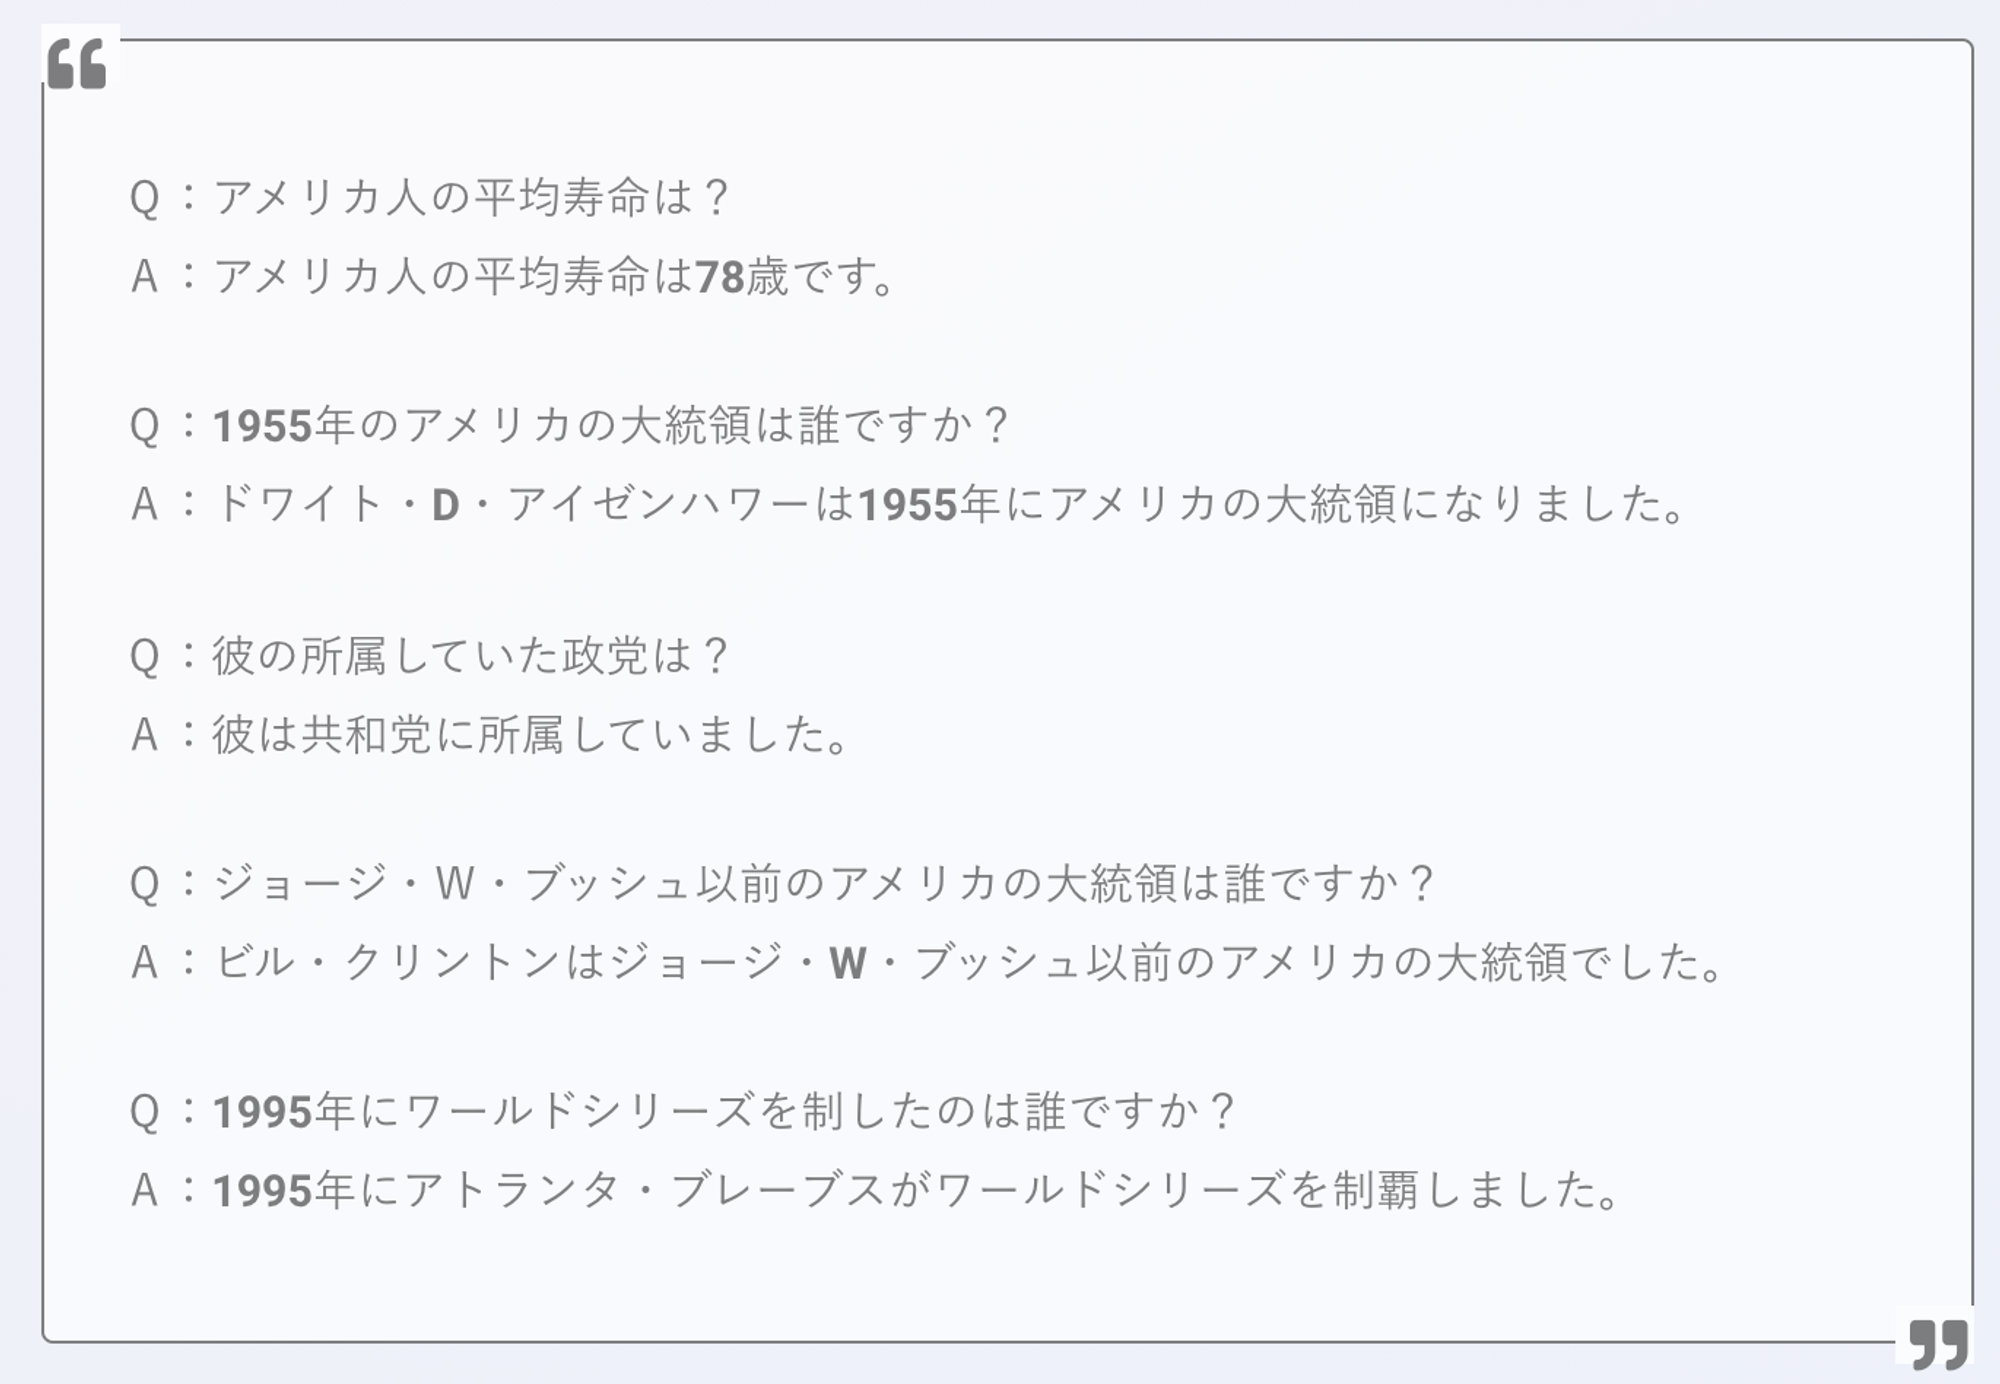 Q：アメリカ人の平均寿命は？
A：アメリカ人の平均寿命は78歳です。
Q：1955年のアメリカの大統領は誰ですか？
A：ドワイト・D・アイゼンハワーは1955年にアメリカの大統領になりました。
Q：彼の所属していた政党は？
A：彼は共和党に所属していました。
Q：ジョージ・W・ブッシュ以前のアメリカの大統領は誰ですか？
A：ビル・クリントンはジョージ・W・ブッシュ以前のアメリカの大統領でした。
Q：1995年にワールドシリーズを制したのは誰ですか？
A：1995年にアトランタ・ブレーブスがワールドシリーズを制覇しました。